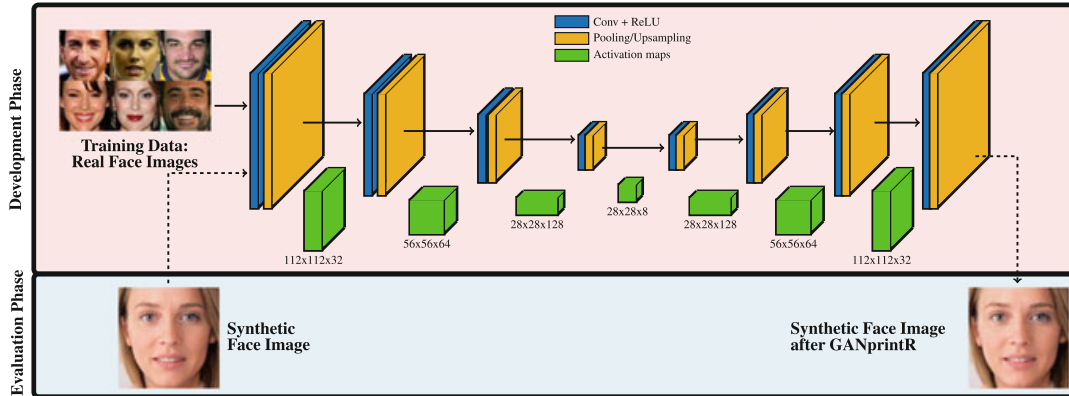 Development Phase
Conv + ReLU
Pooling/Upsampling
Activation maps
Training Data:
Real Face Images
112x112x32
56x56x64
28x28x128
28x28x8
28x28x128
56x56x64
112x112x32
Evaluation Phase
Synthetic
Face Image
Synthetic Face Image
after GANprintR